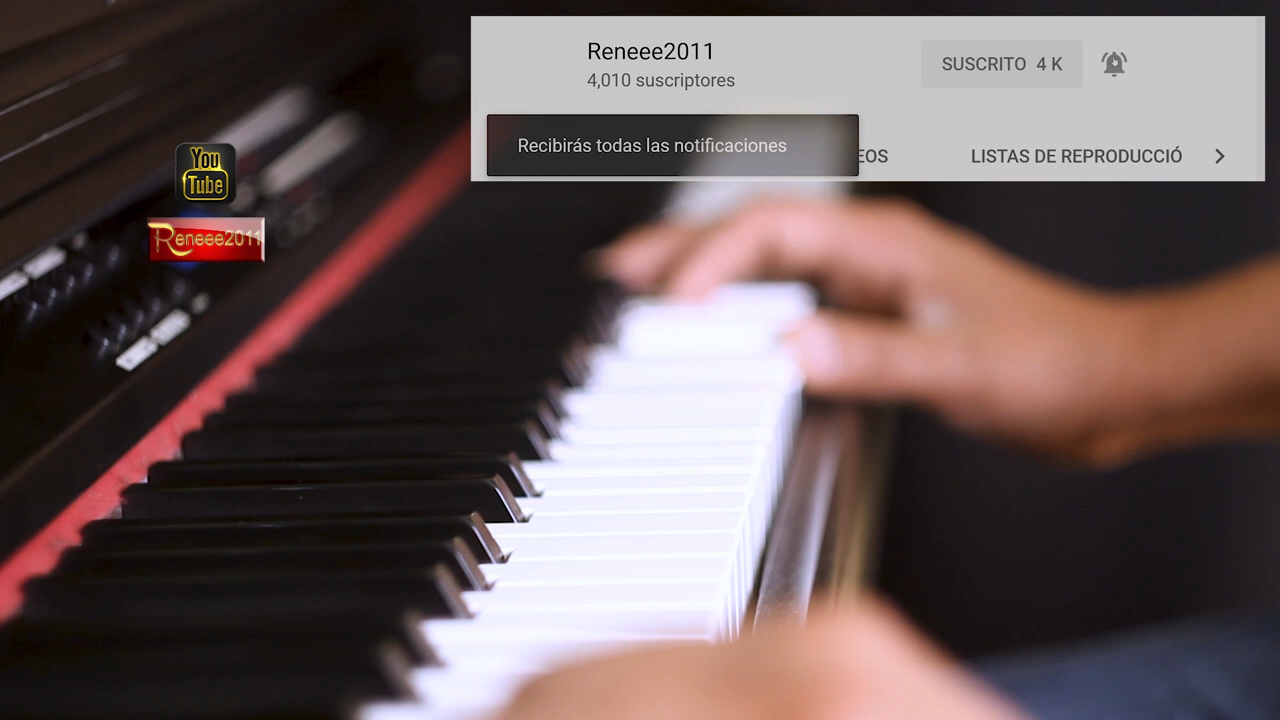 Reneee2011
4,010 suscriptores
SUSCRITO 4 K
Recibirás todas las notificaciones
EOS
LISTAS DE REPRODUCCIÓ
You
Tube
Reneee2011